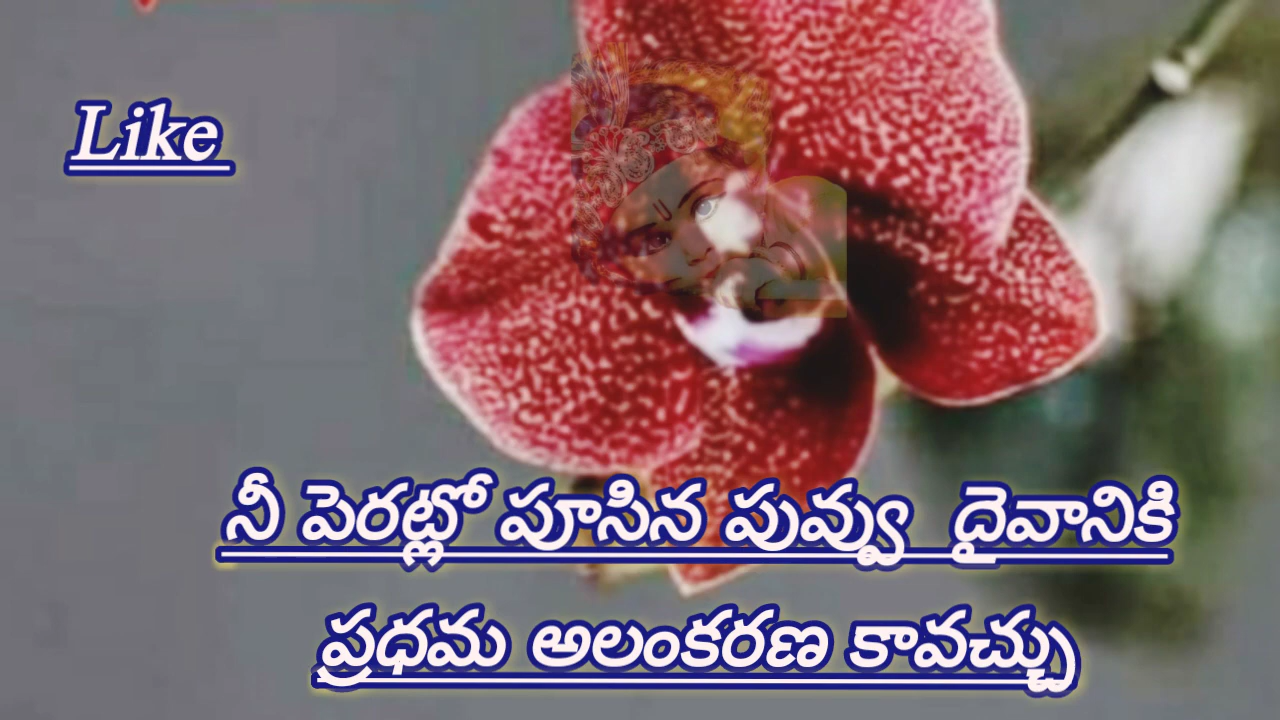 Like
నీ పెరట్లో పూసిన పువ్వు దైవానికి
ప్రధమ అలంకరణ కావచ్చు